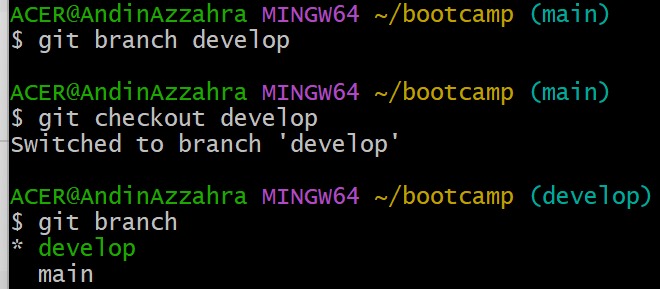 ACER@AndinAzzahra MINGW64 ~/bootcamp (main)
$ git branch develop
ACER@AndinAzzahra MINGW64 ~/bootcamp (main)
$ git checkout develop
Switched to branch 'develop'
ACER@AndinAzzahra MINGW64 ~/bootcamp (develop)
$ git branch
* develop
  main